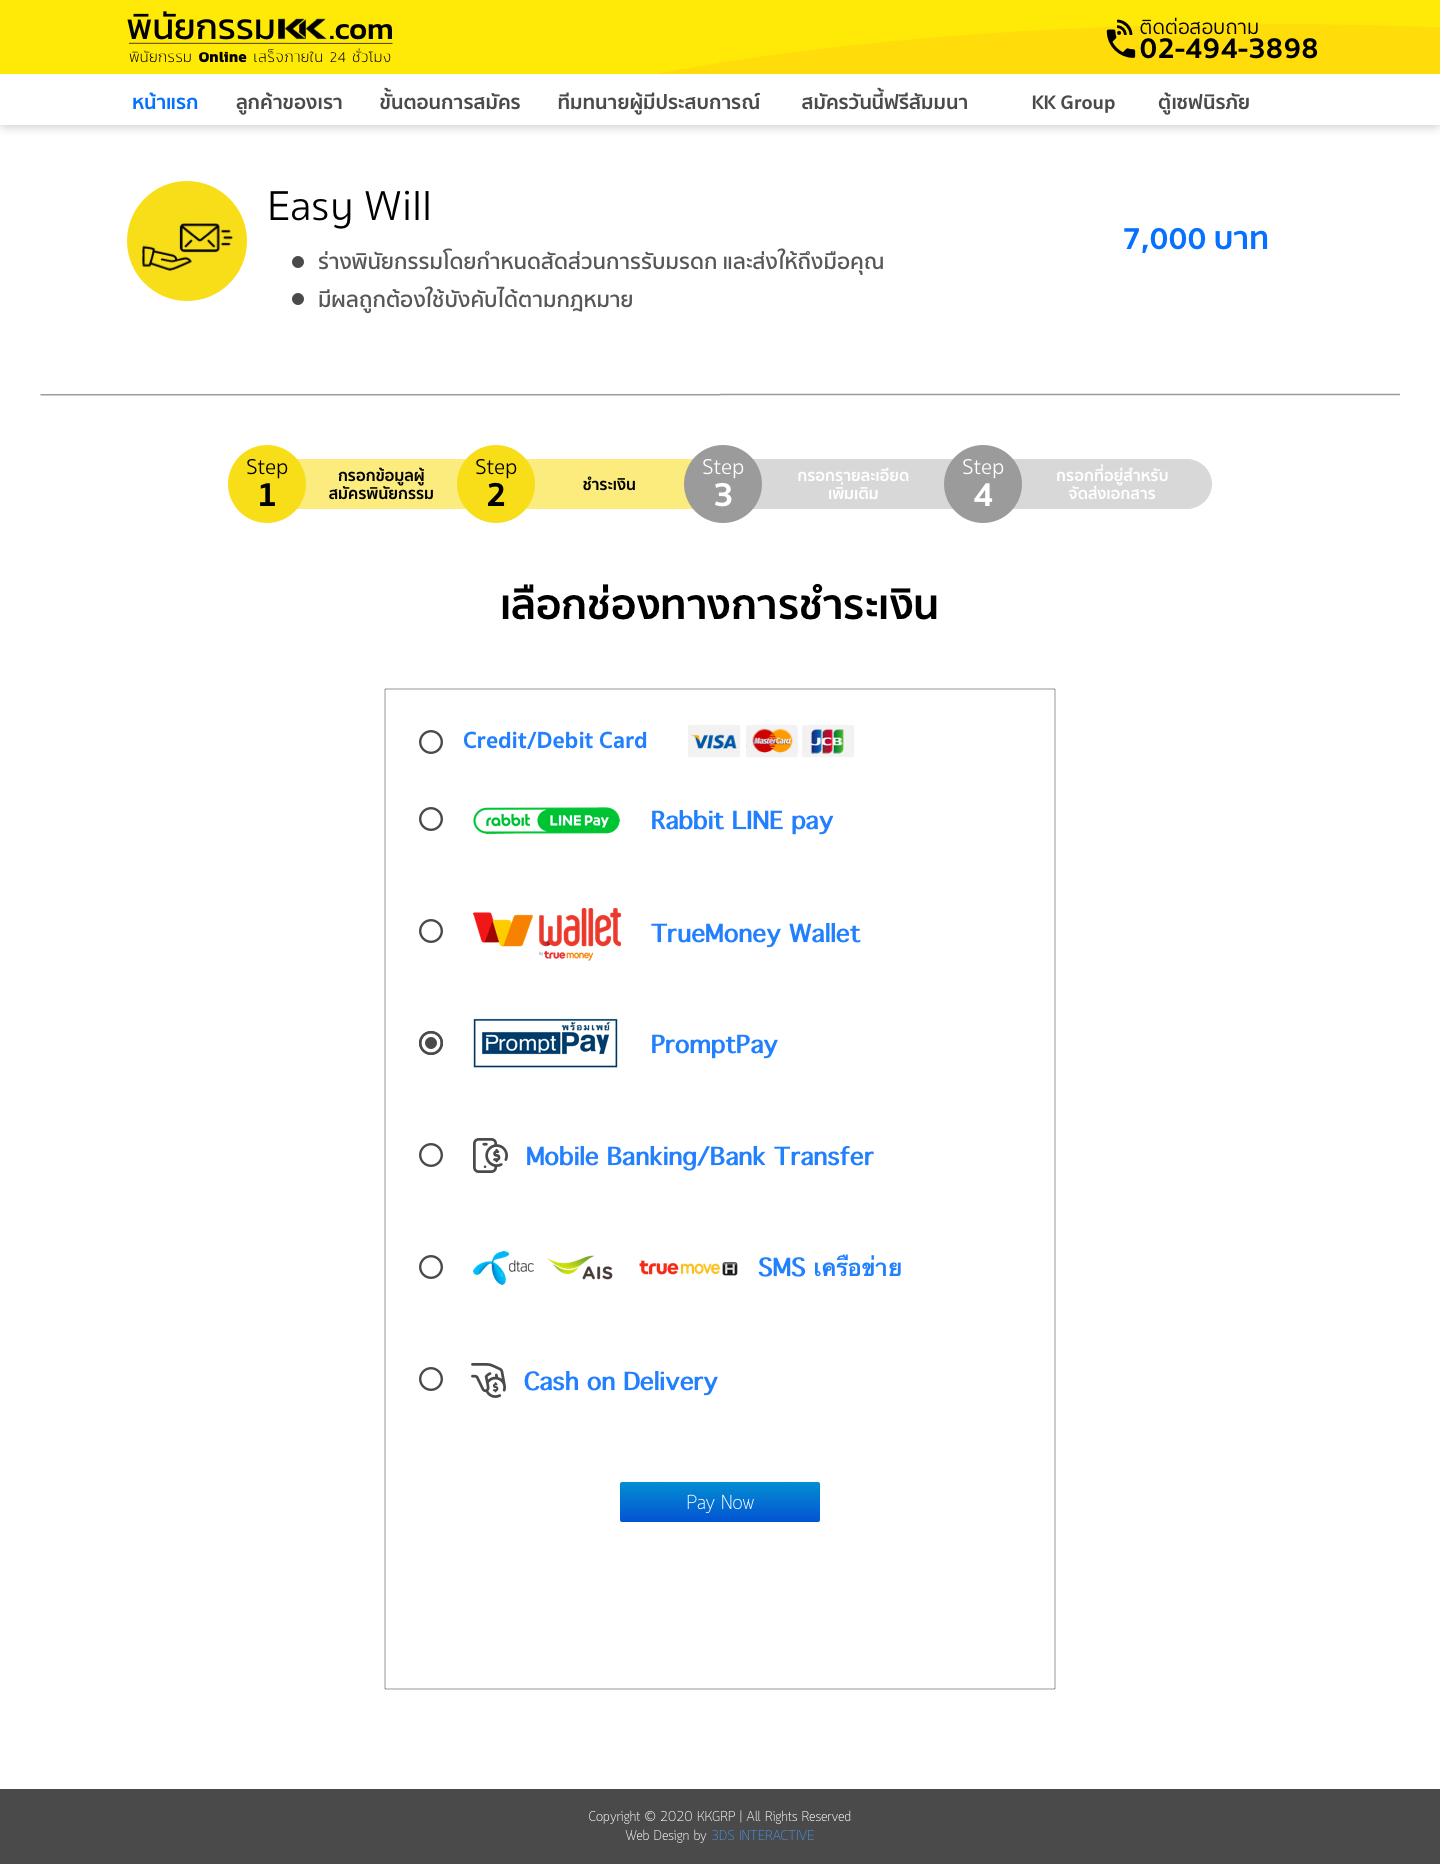 พินัยกรรมKK.com
พินัยกรรม Online เสร็จภายใน 24 ชั่วโมง
ติดต่อสอบถาม
02-494-3898
หน้าแรก ลูกค้าของเรา ขั้นตอนการสมัคร ทีมทนายผู้มีประสบการณ์ สมัครวันนี้ฟรีสัมมนา KK Group ตู้เซฟนิรภัย
Easy Will
ร่างพินัยกรรมโดยกำหนดสัดส่วนการรับมรดก และส่งให้ถึงมือคุณ
มีผลถูกต้องใช้บังคับได้ตามกฎหมาย
7,000 บาท
Step 1
กรอกข้อมูลผู้
สมัครพินัยกรรม
Step 2
ชำระเงิน
Step 3
กรอกรายละเอียด
เพิ่มเติม
Step 4
กรอกที่อยู่สำหรับ
จัดส่งเอกสาร
เลือกช่องทางการชำระเงิน
Credit/Debit Card VISA MasterCard JCB
rabbit LINE Pay Rabbit LINE pay
wallet by truemoney TrueMoney Wallet
พร้อมเพย์
PromptPay PromptPay
Mobile Banking/Bank Transfer
dtac AIS truemove H SMS เครือข่าย
Cash on Delivery
Pay Now
Copyright © 2020 KKGRP | All Rights Reserved
Web Design by 3DS INTERACTIVE